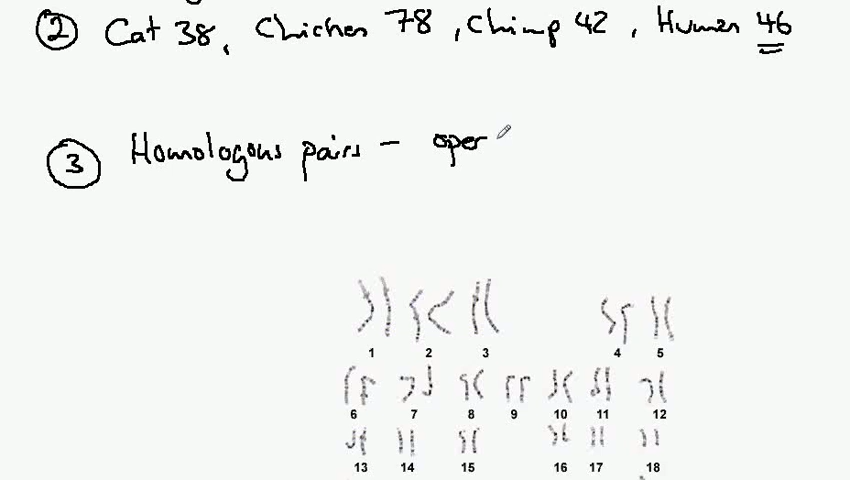 ② Cat 38, Chicken 78, Chimp 42, Human 46
③ Homologous pairs - oper
1 2 3 4 5
6 7 8 9 10 11 12
13 14 15 16 17 18